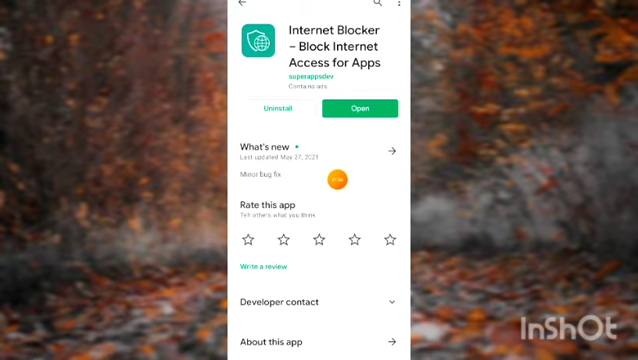 Internet Blocker
– Block Internet
Access for Apps
superappsdev
Contains ads
Uninstall
Open
What's new
Last updated May 27, 2021
Minor bug fix
Rate this app
Tell others what you think
Write a review
Developer contact
About this app
InShOt